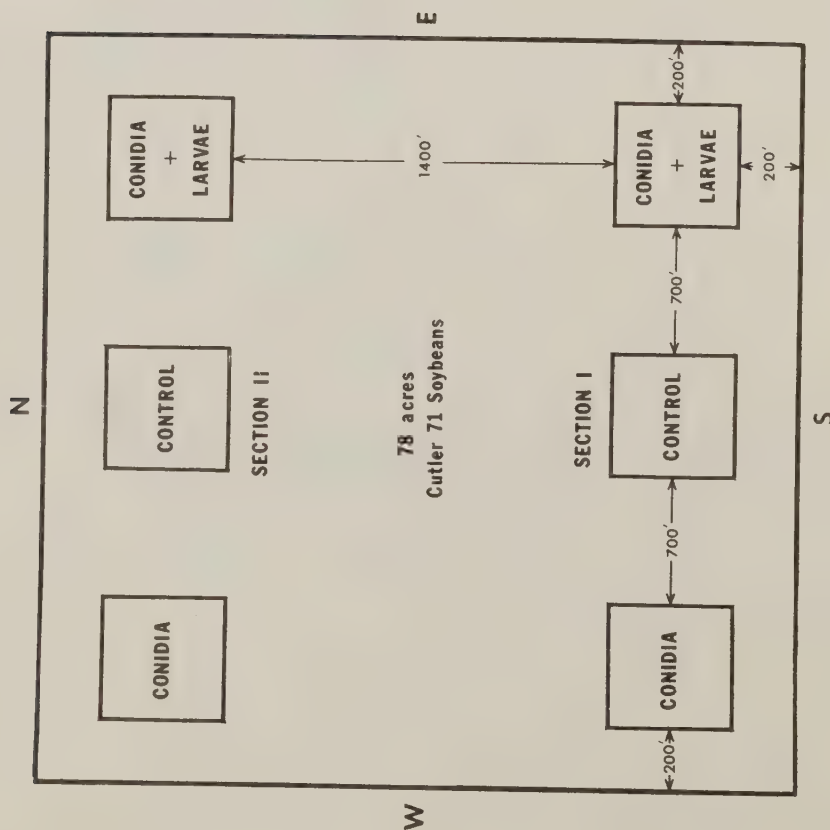 N
CONIDIA
CONTROL
CONIDIA
+
LARVAE
SECTION II
W
E
78 acres
Cutler 71 Soybeans
1400'
SECTION I
200'
CONIDIA
700'
CONTROL
700'
CONIDIA
+
LARVAE
200'
200'
S